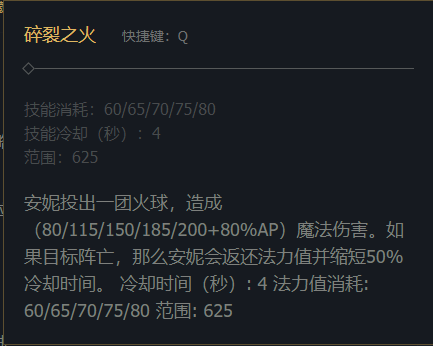 碎裂之火 快捷键：Q
技能消耗：60/65/70/75/80
技能冷却（秒）：4
范围：625
安妮投出一团火球，造成
（80/115/150/185/200+80%AP）魔法伤害。如
果目标阵亡，那么安妮会返还法力值并缩短50%
冷却时间。 冷却时间（秒）: 4 法力值消耗:
60/65/70/75/80 范围: 625